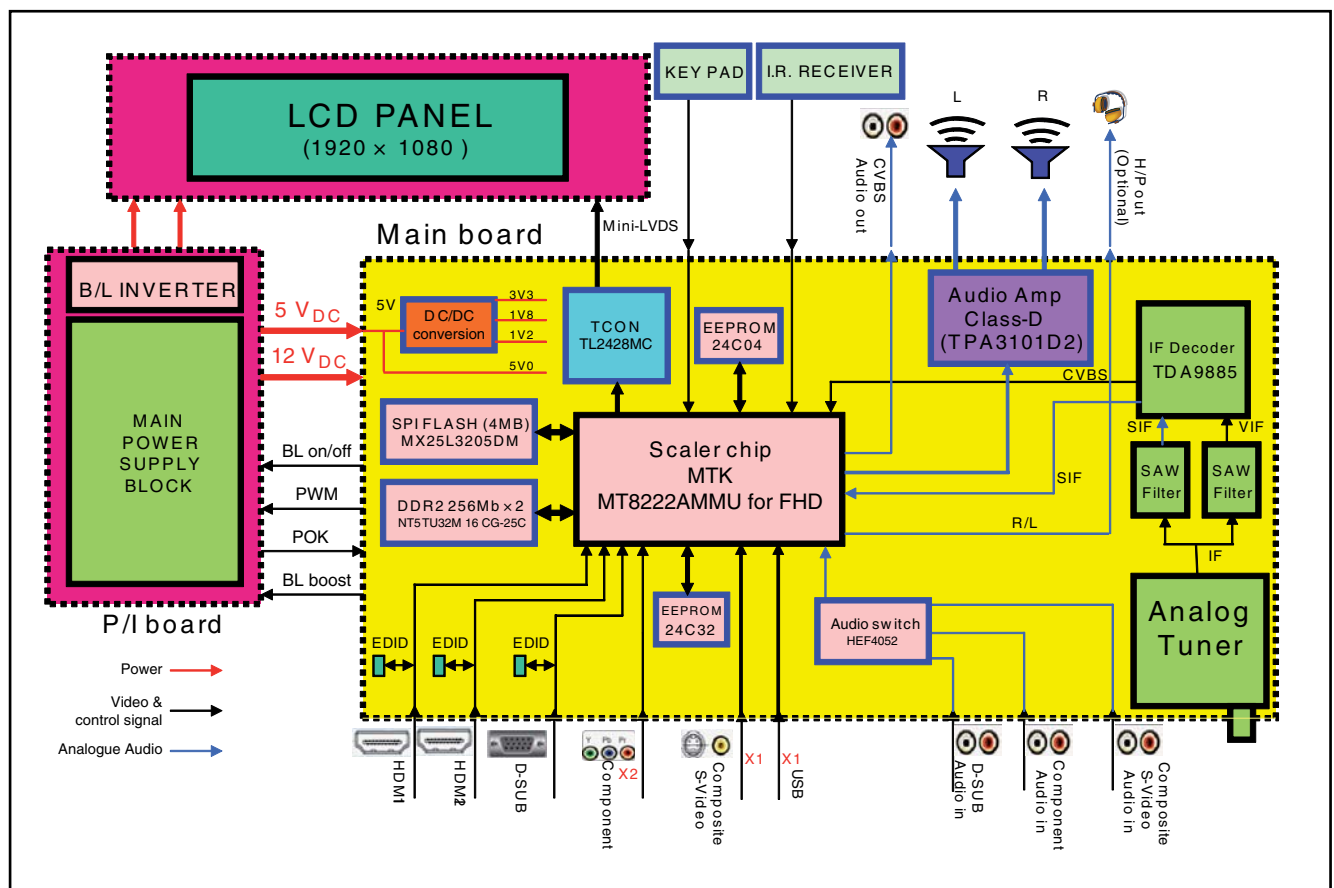 LCD PANEL
(1920 × 1080 )
KEY PAD
I.R. RECEIVER
L
R
CVBS
Audio out
H/P out
(Optional)
Mini-LVDS
Main board
B/L INVERTER
MAIN
POWER
SUPPLY
BLOCK
P/I board
5 VDC
12 VDC
BL on/off
PWM
POK
BL boost
5V
DC/DC
conversion
3V3
1V8
1V2
5V0
TCON
TL2428MC
EEPROM
24C04
Audio Amp
Class-D
(TPA3101D2)
IF Decoder
TDA9885
CVBS
SIF
VIF
SAW
Filter
SAW
Filter
SIF
IF
R/L
SPI FLASH (4MB)
MX25L3205DM
DDR2 256Mb × 2
NT5TU32M 16 CG-25C
Scaler chip
MTK
MT8222AMMU for FHD
EEPROM
24C32
Audio switch
HEF4052
Analog
Tuner
EDID
EDID
EDID
Power
Video &
control signal
Analogue Audio
HDMI1
HDMI2
D-SUB
Y Pb Pr
Component
X2
Composite
S-Video
X1
X1
USB
D-SUB
Audio in
Component
Audio in
Composite
S-Video
Audio in